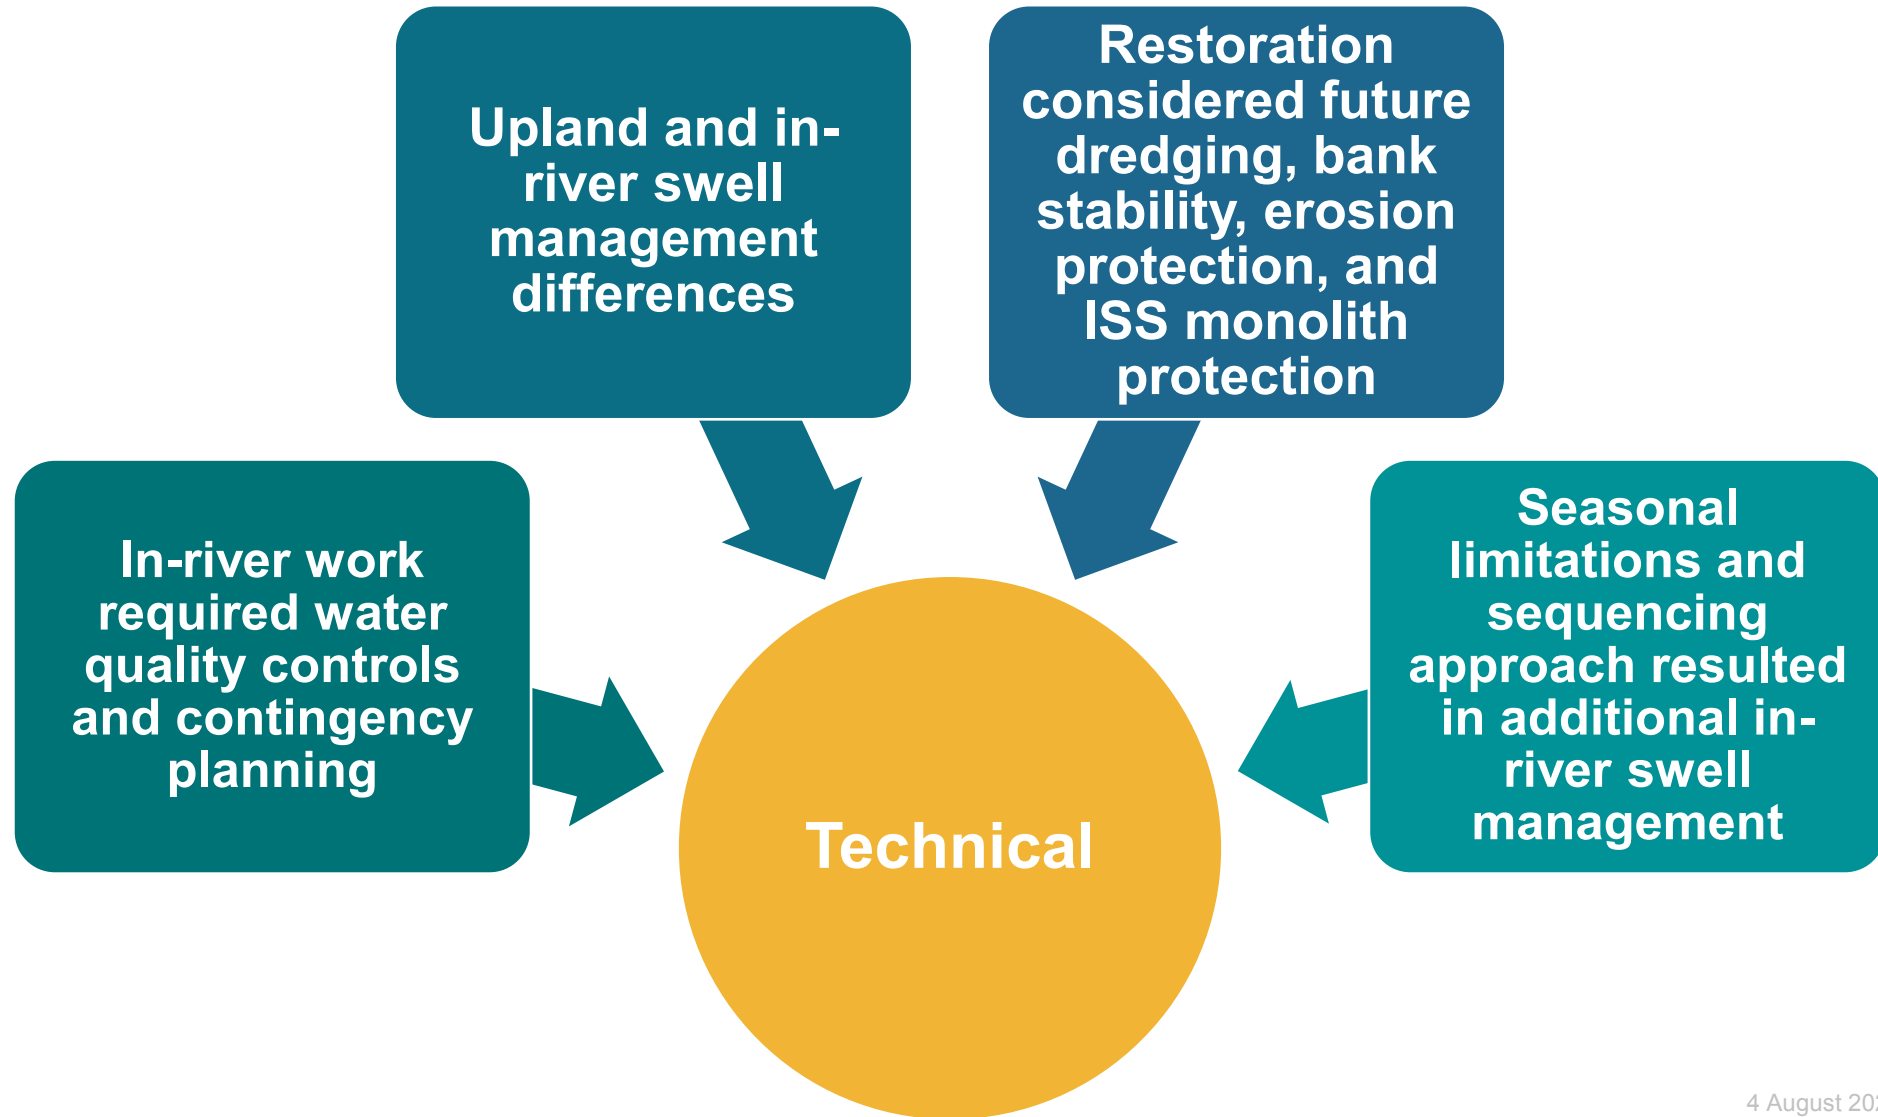 Upland and in-
river swell
management
differences
Restoration
considered future
dredging, bank
stability, erosion
protection, and
ISS monolith
protection
In-river work
required water
quality controls
and contingency
planning
Seasonal
limitations and
sequencing
approach resulted
in additional in-
river swell
management
Technical
4 August